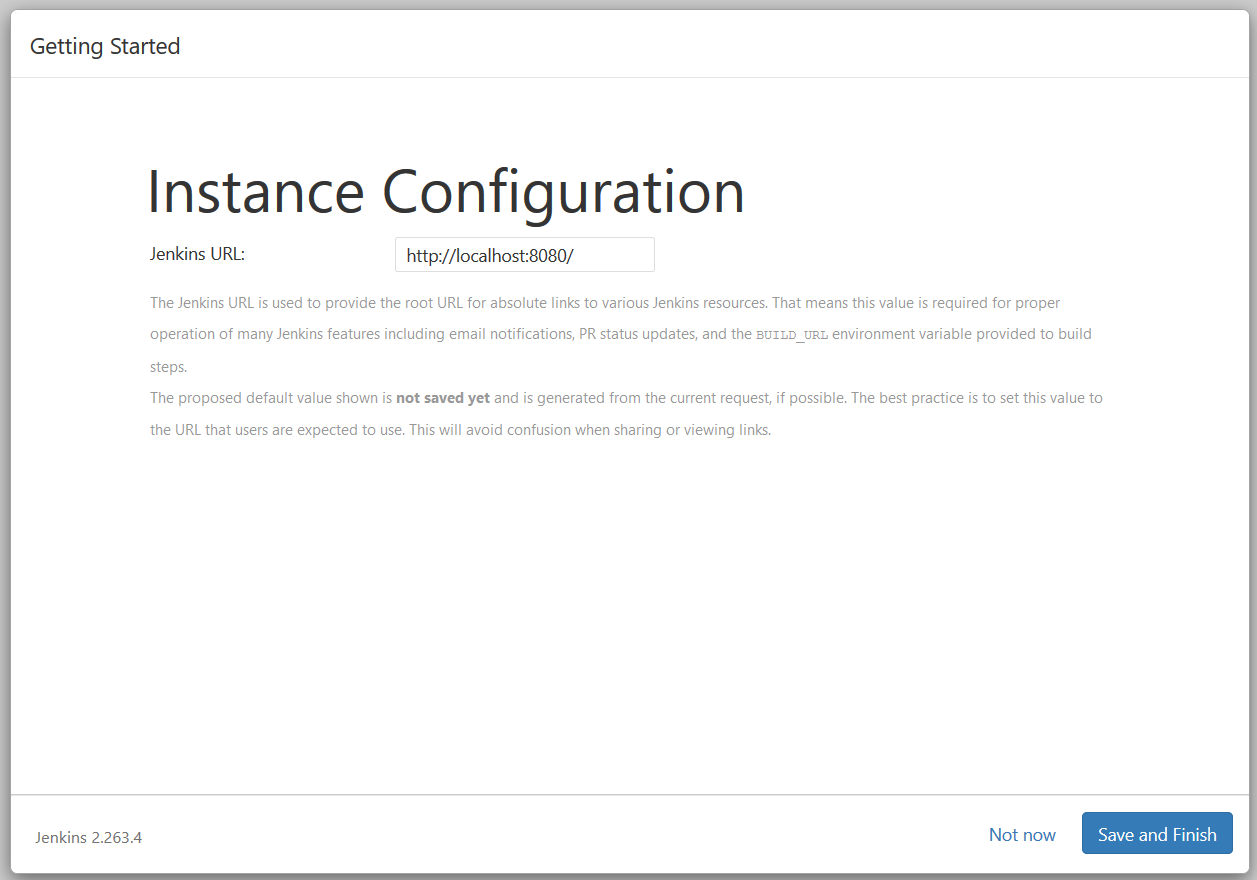 Getting Started
Instance Configuration
Jenkins URL: http://localhost:8080/
The Jenkins URL is used to provide the root URL for absolute links to various Jenkins resources. That means this value is required for proper
operation of many Jenkins features including email notifications, PR status updates, and the BUILD_URL environment variable provided to build
steps.
The proposed default value shown is not saved yet and is generated from the current request, if possible. The best practice is to set this value to
the URL that users are expected to use. This will avoid confusion when sharing or viewing links.
Jenkins 2.263.4 Not now Save and Finish